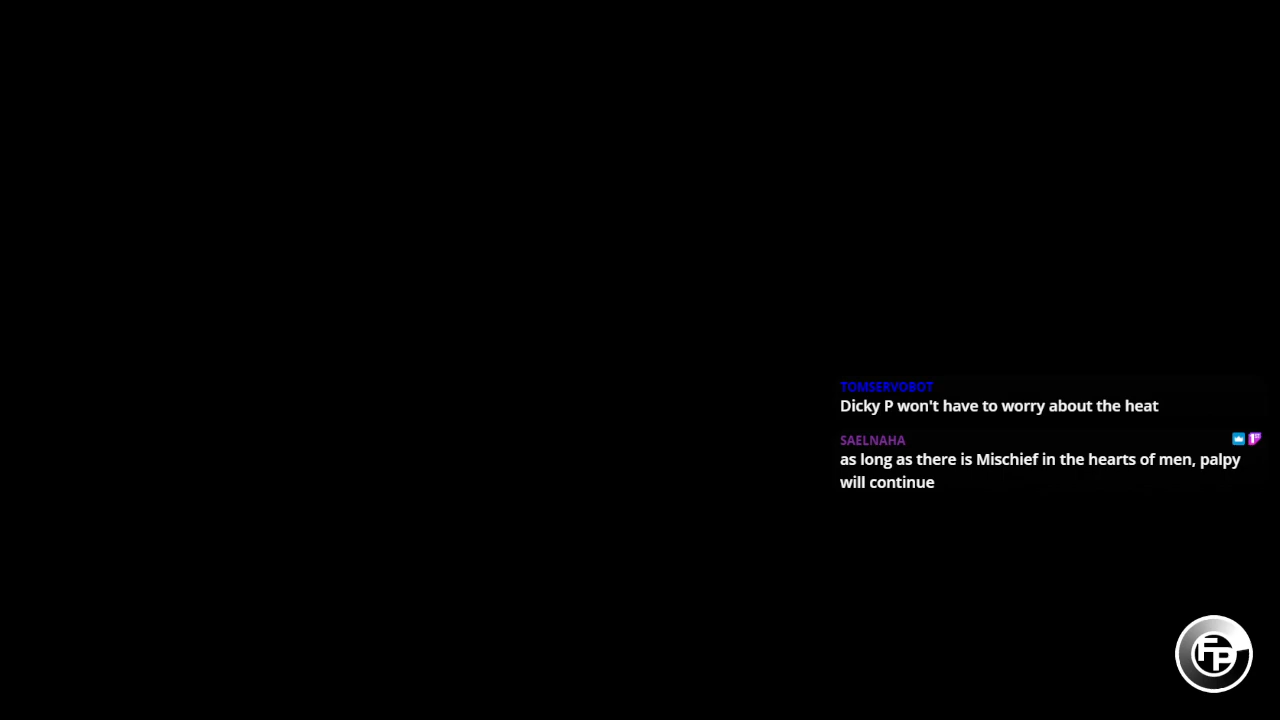 TOMSERVOBOT
Dicky P won't have to worry about the heat
SAELNAHA
as long as there is Mischief in the hearts of men, palpy
will continue
FP